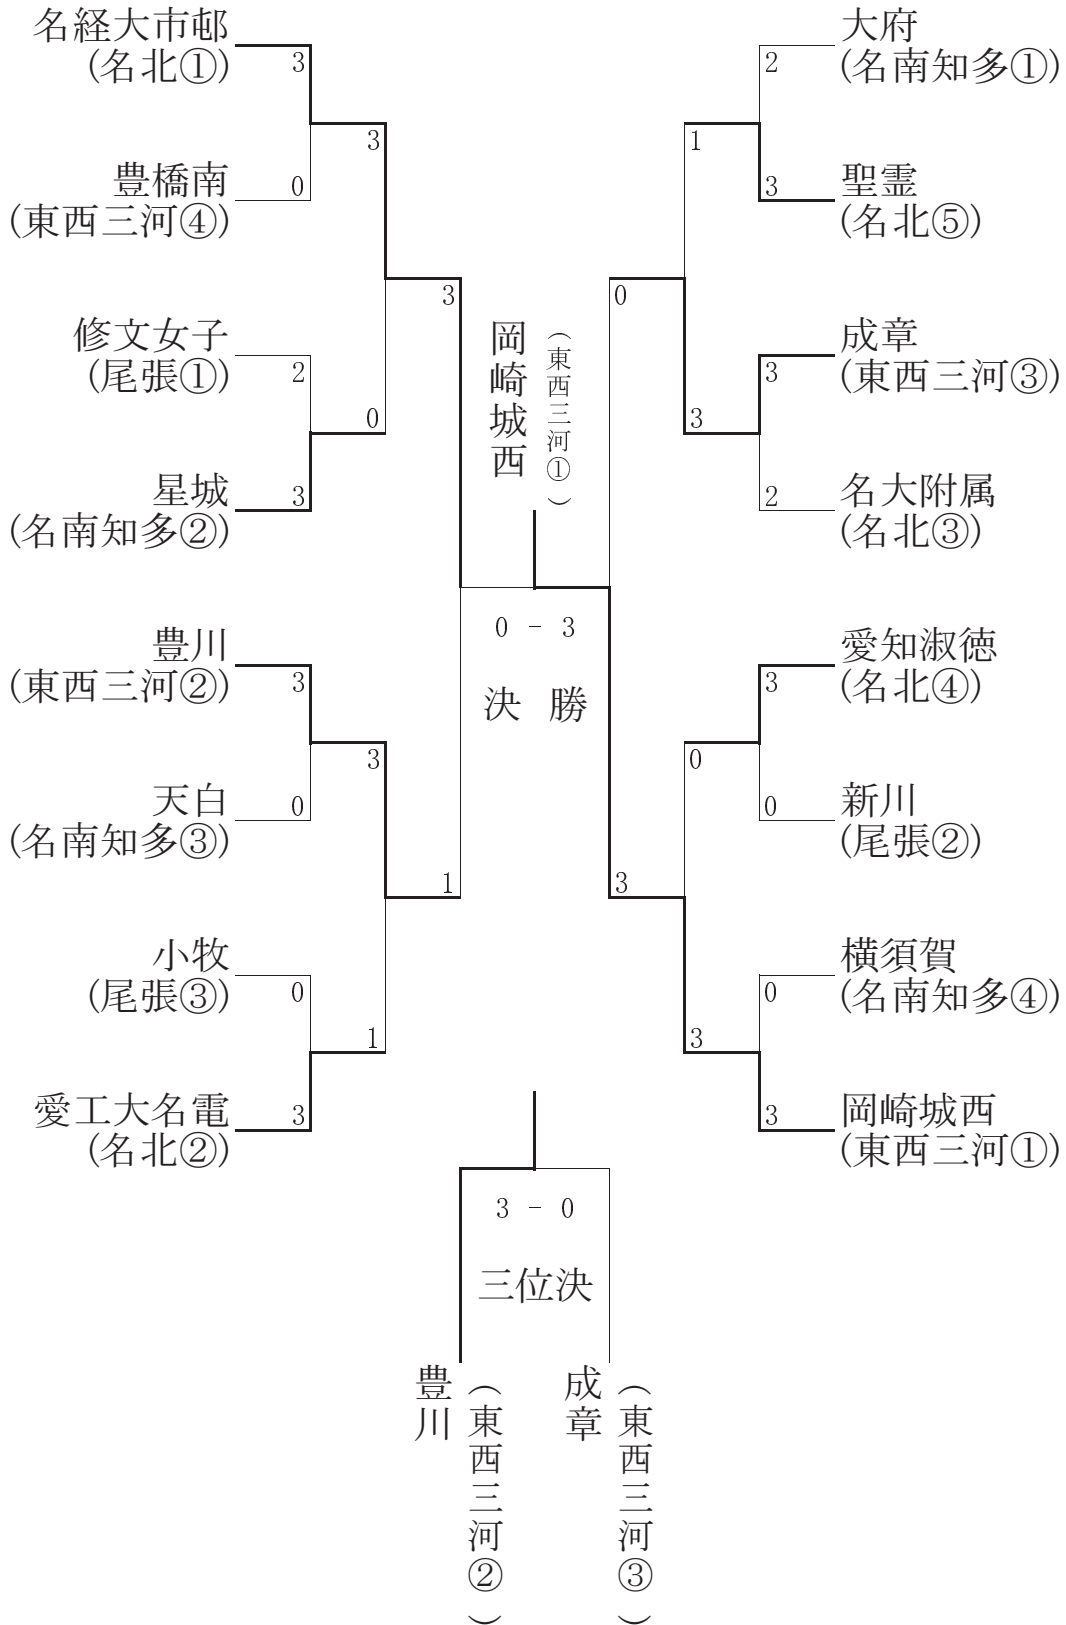 名経大市邨
(名北①)
3
3
豊橋南
(東西三河④)
0
修文女子
(尾張①)
2
0
星城
(名南知多②)
3
3
豊川
(東西三河②)
3
3
天白
(名南知多③)
0
1
小牧
(尾張③)
0
1
愛工大名電
(名北②)
3
岡崎城西
(東西三河①)
0 - 3
決 勝
大府
(名南知多①)
2
1
聖霊
(名北⑤)
3
0
成章
(東西三河③)
3
3
名大附属
(名北③)
2
愛知淑徳
(名北④)
3
0
新川
(尾張②)
0
3
横須賀
(名南知多④)
0
3
岡崎城西
(東西三河①)
3
3 - 0
三位決
豊川
(東西三河②)
成章
(東西三河③)